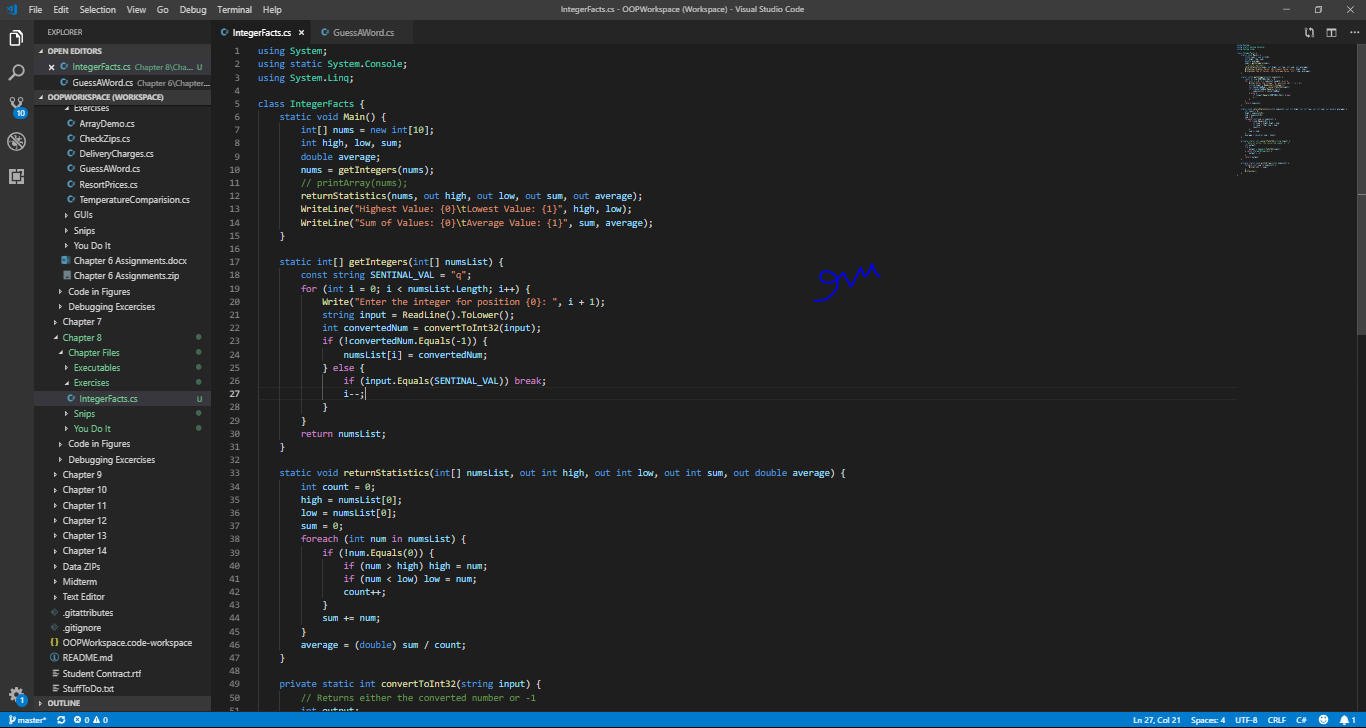 File Edit Selection View Go Debug Terminal Help
IntegerFacts.cs - OOPWorkspace (Workspace) - Visual Studio Code
EXPLORER
OPEN EDITORS
IntegerFacts.cs Chapter 8\Cha... U
GuessAWord.cs Chapter 6\Chapter...
OOPWORKSPACE (WORKSPACE)
Exercises
ArrayDemo.cs
CheckZips.cs
DeliveryCharges.cs
GuessAWord.cs
ResortPrices.cs
TemperatureComparision.cs
GUIs
Snips
You Do It
Chapter 6 Assignments.docx
Chapter 6 Assignments.zip
Code in Figures
Debugging Excercises
Chapter 7
Chapter 8
Chapter Files
Executables
Exercises
IntegerFacts.cs U
Snips
You Do It
Code in Figures
Debugging Excercises
Chapter 9
Chapter 10
Chapter 11
Chapter 12
Chapter 13
Chapter 14
Data ZIPs
Midterm
Text Editor
.gitattributes
.gitignore
OOPWorkspace.code-workspace
README.md
Student Contract.rtf
StuffToDo.txt
OUTLINE
10
1
IntegerFacts.cs × GuessAWord.cs
1 using System;
2 using static System.Console;
3 using System.Linq;
4
5 class IntegerFacts {
6 static void Main() {
7 int[] nums = new int[10];
8 int high, low, sum;
9 double average;
10 nums = getIntegers(nums);
11 // printArray(nums);
12 returnStatistics(nums, out high, out low, out sum, out average);
13 WriteLine("Highest Value: {0}\tLowest Value: {1}", high, low);
14 WriteLine("Sum of Values: {0}\tAverage Value: {1}", sum, average);
15 }
16
17 static int[] getIntegers(int[] numsList) {
18 const string SENTINAL_VAL = "q";
19 for (int i = 0; i < numsList.Length; i++) {
20 Write("Enter the integer for position {0}: ", i + 1);
21 string input = ReadLine().ToLower();
22 int convertedNum = convertToInt32(input);
23 if (!convertedNum.Equals(-1)) {
24 numsList[i] = convertedNum;
25 } else {
26 if (input.Equals(SENTINAL_VAL)) break;
27 i--;
28 }
29 }
30 return numsList;
31 }
32
33 static void returnStatistics(int[] numsList, out int high, out int low, out int sum, out double average) {
34 int count = 0;
35 high = numsList[0];
36 low = numsList[0];
37 sum = 0;
38 foreach (int num in numsList) {
39 if (!num.Equals(0)) {
40 if (num > high) high = num;
41 if (num < low) low = num;
42 count++;
43 }
44 sum += num;
45 }
46 average = (double) sum / count;
47 }
48
49 private static int convertToInt32(string input) {
50 // Returns either the converted number or -1
51 int output;
master* 0 0 Ln 27, Col 21 Spaces: 4 UTF-8 CRLF C# 1